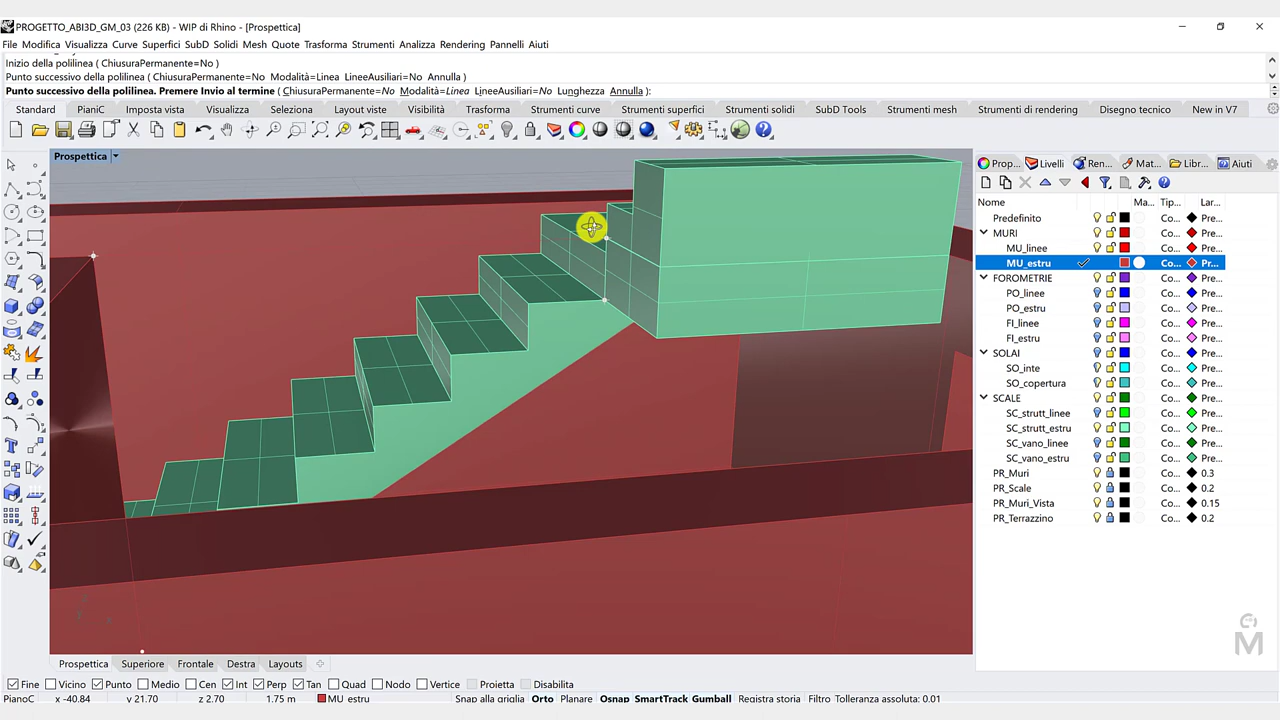 PROGETTO_ABI3D_GM_03 (226 KB) - WIP di Rhino - [Prospettica]
File Modifica Visualizza Curve Superfici SubD Solidi Mesh Quote Trasforma Strumenti Analizza Rendering Pannelli Aiuti
Inizio della polilinea ( ChiusuraPermanente=No )
Punto successivo della polilinea ( ChiusuraPermanente=No Modalità=Linea LineeAusiliari=No Annulla )
Punto successivo della polilinea. Premere Invio al termine ( ChiusuraPermanente=No Modalità=Linea LineeAusiliari=No Lunghezza Annulla ):
Standard PianiC Imposta vista Visualizza Selezione Layout viste Visibilità Trasforma Strumenti curve Strumenti superfici Strumenti solidi SubD Tools Strumenti mesh Strumenti di rendering Disegno tecnico New in V7
Prospettica
Prop... Livelli Ren... Mat... Libr... Aiuti
Nome Ma... Tip... Co... Lar...
Predefinito Co... Pre...
MURI Co... Pre...
MU_linee Co... Pre...
MU_estru Co... Pr...
FOROMETRIE Co... Pre...
PO_linee Co... Pre...
PO_estru Co... Pre...
FI_linee Co... Pre...
FI_estru Co... Pre...
SOLAI Co... Pre...
SO_inte Co... Pre...
SO_copertura Co... Pre...
SCALE Co... Pre...
SC_strutt_linee Co... Pre...
SC_strutt_estru Co... Pre...
SC_vano_linee Co... Pre...
SC_vano_estru Co... Pre...
PR_Muri Co... 0.3
PR_Scale Co... 0.2
PR_Muri_Vista Co... 0.15
PR_Terrazzino Co... 0.2
M
Prospettica Superiore Frontale Destra Layouts
Fine Vicino Punto Medio Cen Int Perp Tan Quad Nodo Vertice Proietta Disabilita
PianoC x -40.84 y 21.70 z 2.70 1.75 m MU_estru Snap alla griglia Orto Planare Osnap SmartTrack Gumball Registra storia Filtro Tolleranza assoluta: 0.01